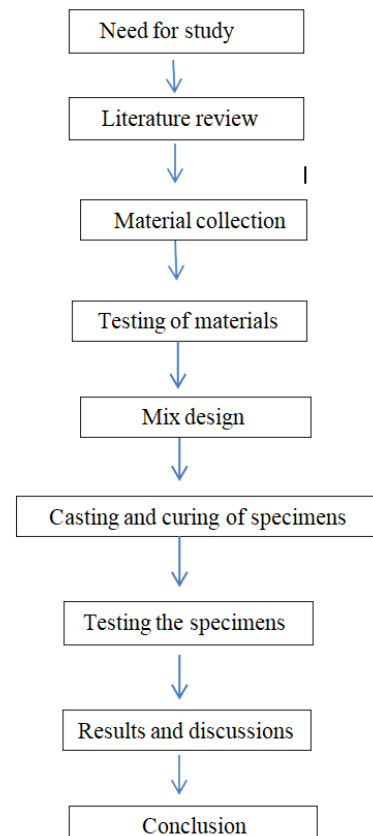 Need for study
Literature review
Material collection
Testing of materials
Mix design
Casting and curing of specimens
Testing the specimens
Results and discussions
Conclusion